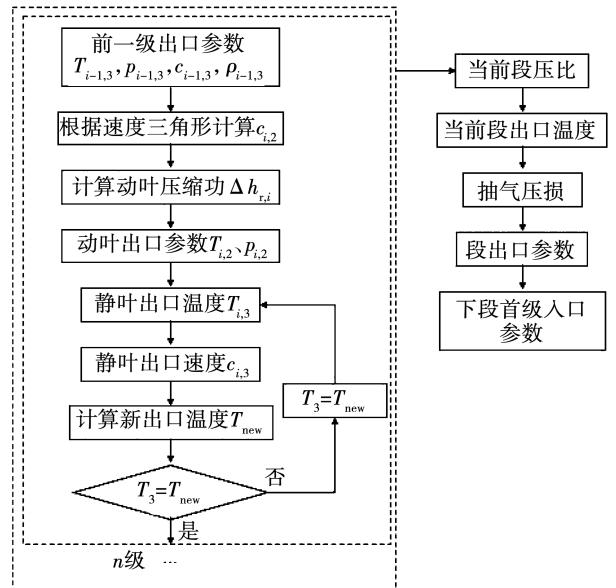 前一级出口参数
T_{i-1,3}, p_{i-1,3}, c_{i-1,3}, ρ_{i-1,3}
根据速度三角形计算c_{i,2}
计算动叶压缩功Δh_{r,i}
动叶出口参数T_{i,2}、p_{i,2}
静叶出口温度T_{i,3}
静叶出口速度c_{i,3}
计算新出口温度T_{new}
T_3=T_{new}
否
T_3=T_{new}
是
n级 …
当前段压比
当前段出口温度
抽气压损
段出口参数
下段首级入口
参数